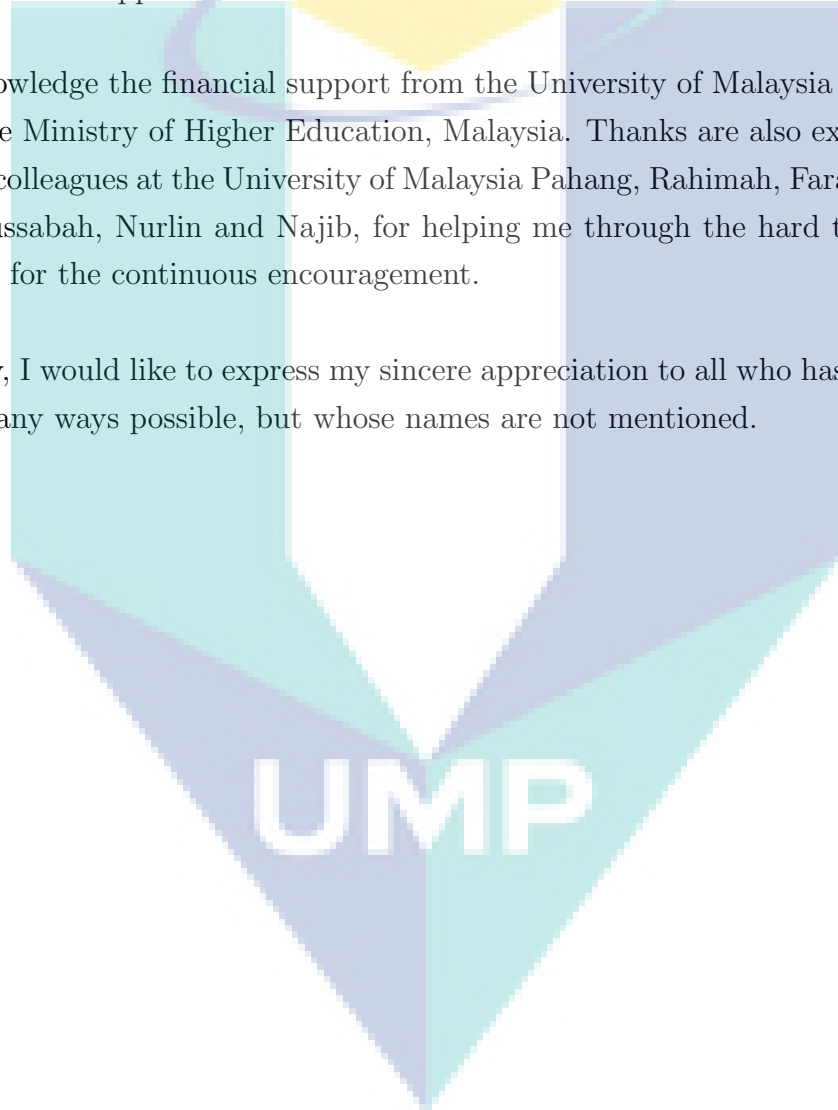 owledge the financial support from the University of Malaysia
e Ministry of Higher Education, Malaysia. Thanks are also ex
colleagues at the University of Malaysia Pahang, Rahimah, Fara
ussabah, Nurlin and Najib, for helping me through the hard t
for the continuous encouragement.
y, I would like to express my sincere appreciation to all who has
any ways possible, but whose names are not mentioned.
UMP